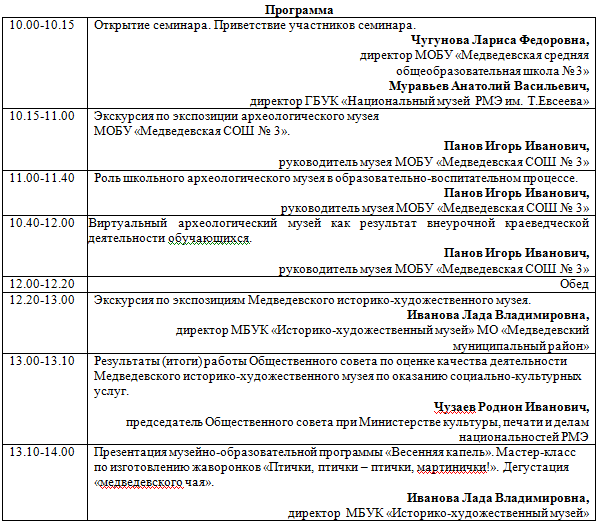 Программа
10.00-10.15
Открытие семинара. Приветствие участников семинара.
Чугунова Лариса Федоровна,
директор МОБУ «Медведевская средняя
общеобразовательная школа №3»
Муравьев Анатолий Васильевич,
директор ГБУК «Национальный музей РМЭ им. Т.Евсеева»
10.15-11.00
Экскурсия по экспозиции археологического музея
МОБУ «Медведевская СОШ № 3».
Панов Игорь Иванович,
руководитель музея МОБУ «Медведевская СОШ № 3»
11.00-11.40
Роль школьного археологического музея в образовательно-воспитательном процессе.
Панов Игорь Иванович,
руководитель музея МОБУ «Медведевская СОШ № 3»
10.40-12.00
Виртуальный археологический музей как результат внеурочной краеведческой
деятельности обучающихся.
Панов Игорь Иванович,
руководитель музея МОБУ «Медведевская СОШ № 3»
12.00-12.20
Обед
12.20-13.00
Экскурсия по экспозициям Медведевского историко-художественного музея.
Иванова Лада Владимировна,
директор МБУК «Историко-художественный музей» МО «Медведевский
муниципальный район»
13.00-13.10
Результаты (итоги) работы Общественного совета по оценке качества деятельности
Медведевского историко-художественного музея по оказанию социально-культурных
услуг.
Чузаев Родион Иванович,
председатель Общественного совета при Министерстве культуры, печати и делам
национальностей РМЭ
13.10-14.00
Презентация музейно-образовательной программы «Весенняя капель». Мастер-класс
по изготовлению жаворонков «Птички, птички – птички, мартинички!». Дегустация
«медведевского чая».
Иванова Лада Владимировна,
директор МБУК «Историко-художественный музей»